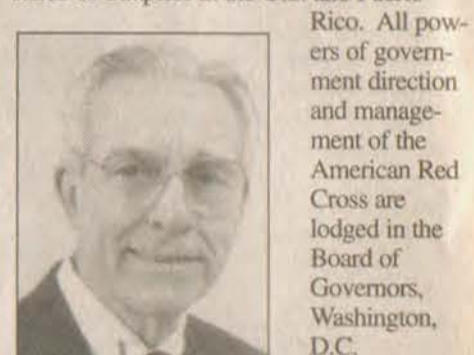 Rico. All pow-
ers of govern-
ment direction
and manage-
ment of the
American Red
Cross are
lodged in the
Board of
Governors,
Washington,
D.C.